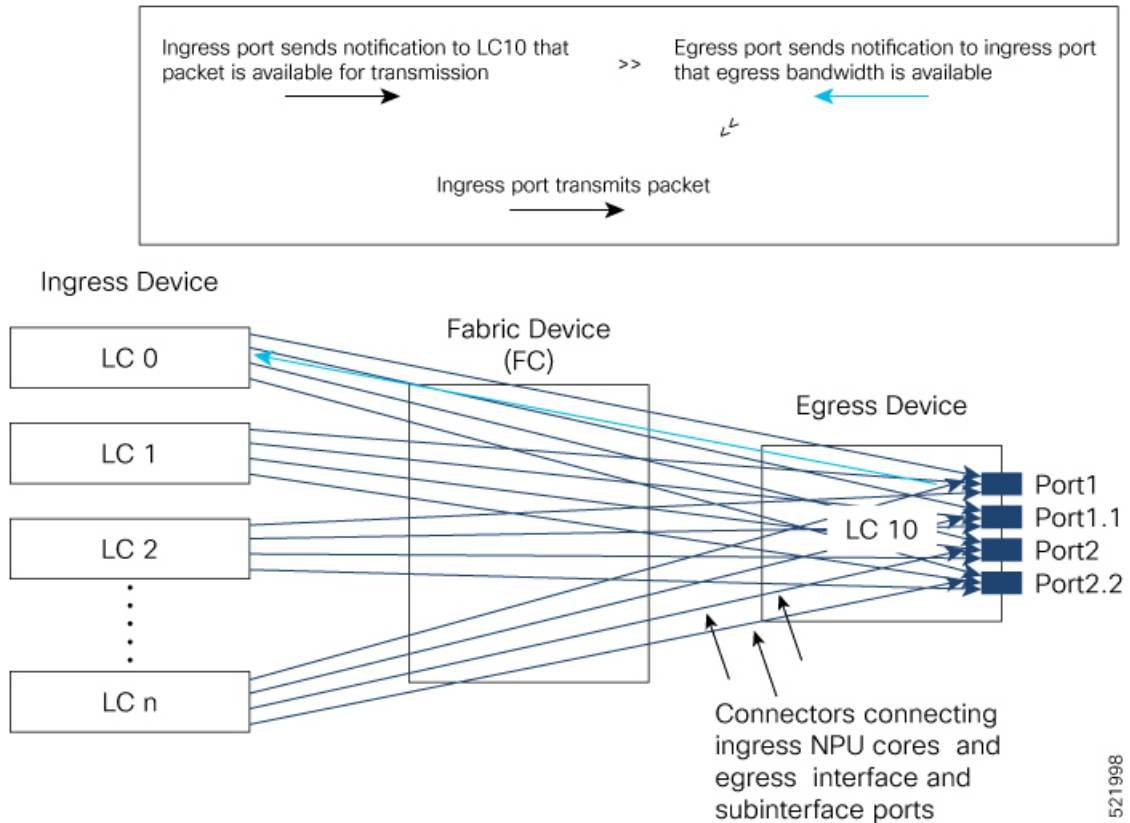 Ingress port sends notification to LC10 that
packet is available for transmission
>>
Egress port sends notification to ingress port
that egress bandwidth is available
>>
Ingress port transmits packet
Ingress Device
Fabric Device
(FC)
Egress Device
LC 0
LC 1
LC 2
LC n
LC 10
Port1
Port1.1
Port2
Port2.2
Connectors connecting
ingress NPU cores and
egress interface and
subinterface ports
521998